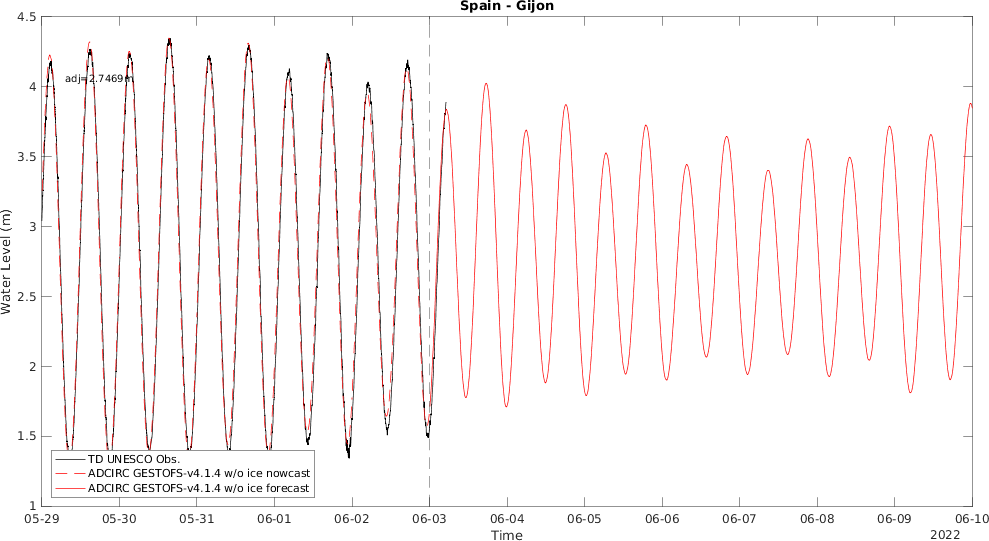 Spain - Gijon
4.5
4
3.5
3
2.5
2
1.5
1
Water Level (m)
adj=2.7469m
TD UNESCO Obs.
ADCIRC GESTOFS-v4.1.4 w/o ice nowcast
ADCIRC GESTOFS-v4.1.4 w/o ice forecast
05-29 05-30 05-31 06-01 06-02 06-03 06-04 06-05 06-06 06-07 06-08 06-09 06-10
Time
2022